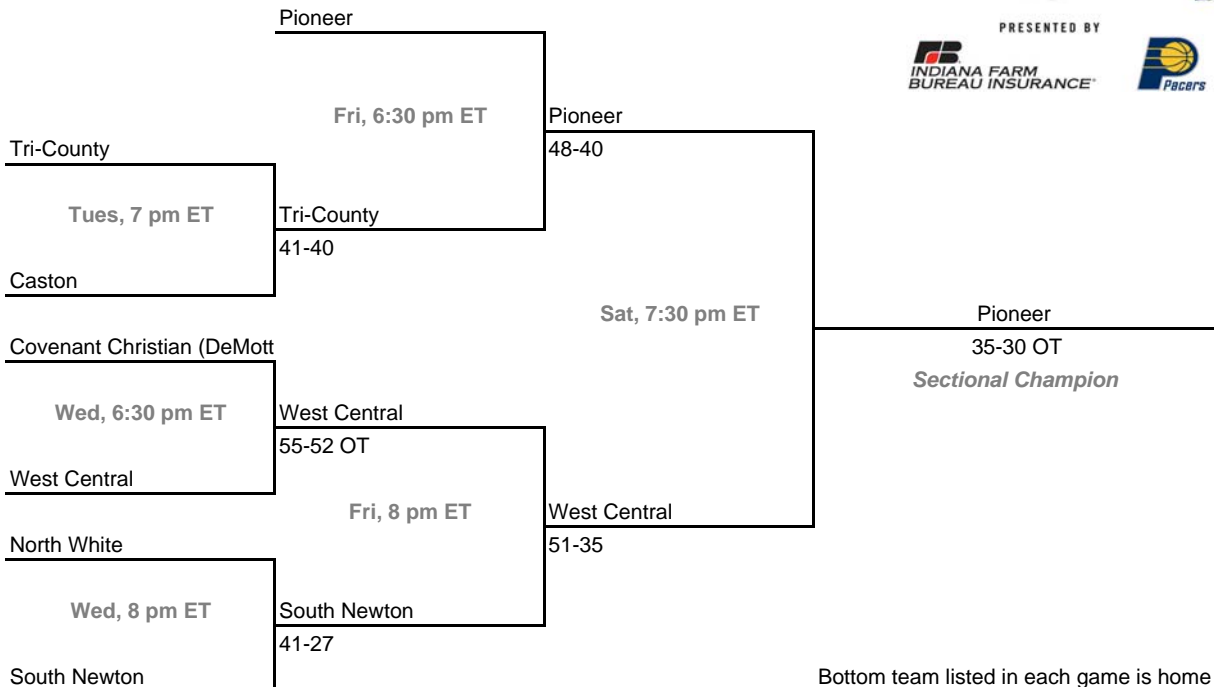 Pioneer
PRESENTED BY
INDIANA FARM
BUREAU INSURANCE
Pacers
Fri, 6:30 pm ET
Pioneer
Tri-County
48-40
Tues, 7 pm ET
Tri-County
41-40
Caston
Sat, 7:30 pm ET
Pioneer
Covenant Christian (DeMott
35-30 OT
Sectional Champion
Wed, 6:30 pm ET
West Central
55-52 OT
West Central
Fri, 8 pm ET
West Central
North White
51-35
Wed, 8 pm ET
South Newton
41-27
South Newton
Bottom team listed in each game is home